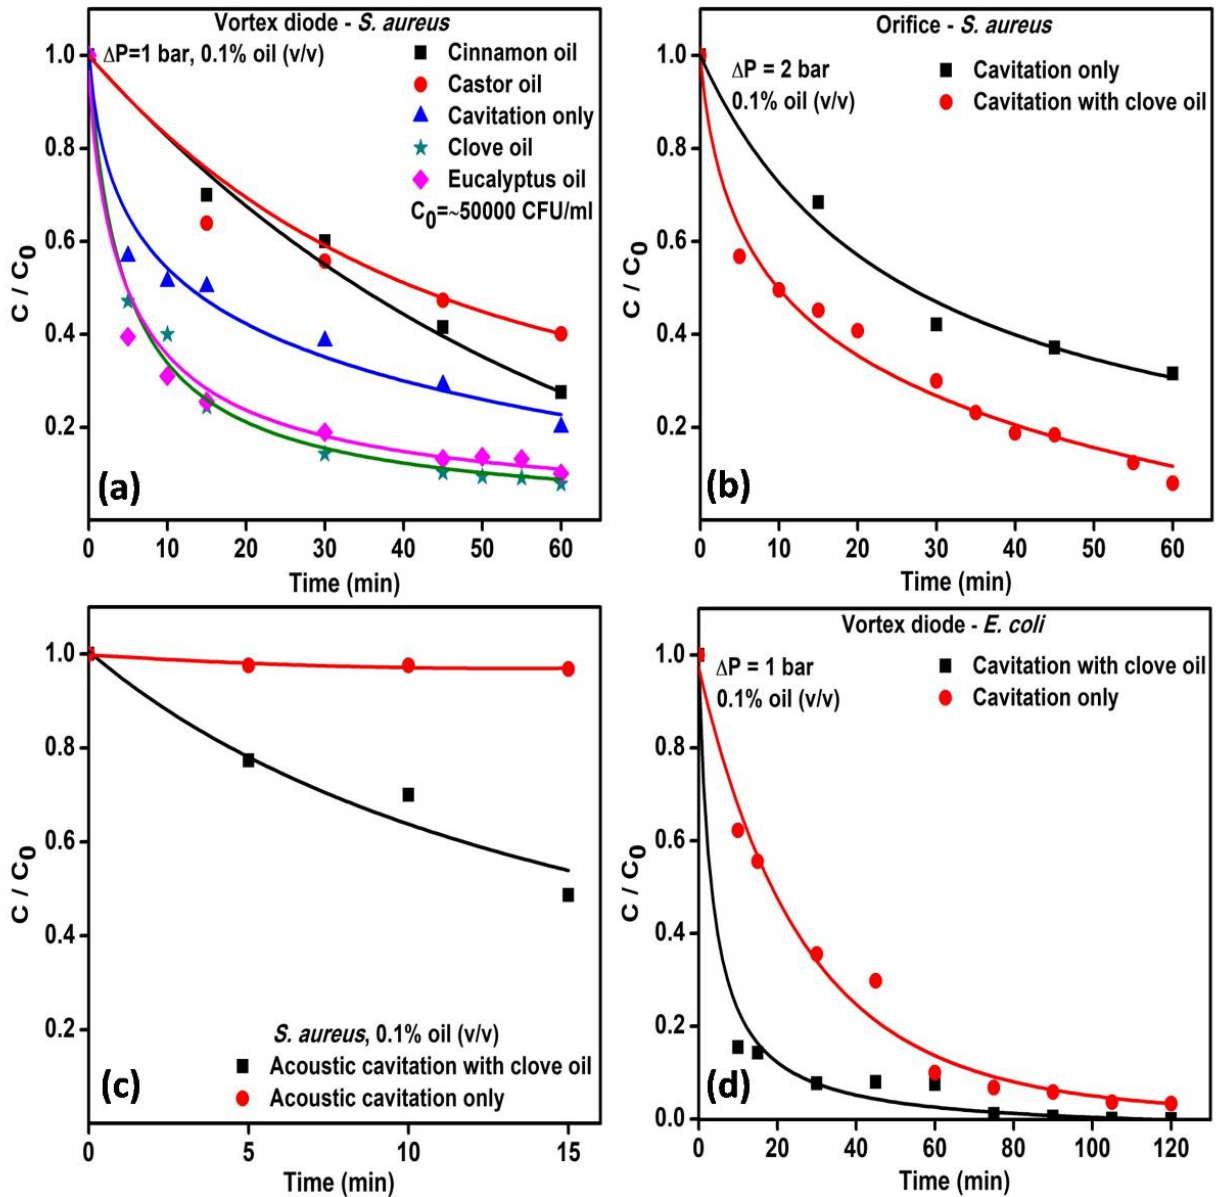 Vortex diode - S. aureus
ΔP=1 bar, 0.1% oil (v/v)
Cinnamon oil
Castor oil
Cavitation only
Clove oil
Eucalyptus oil
C0=~50000 CFU/ml
1.0
0.8
0.6
0.4
0.2
C / C0
(a)
0 10 20 30 40 50 60
Time (min)
Orifice - S. aureus
ΔP = 2 bar
0.1% oil (v/v)
Cavitation only
Cavitation with clove oil
1.0
0.8
0.6
0.4
0.2
C / C0
(b)
0 10 20 30 40 50 60
Time (min)
1.0
0.8
0.6
0.4
0.2
C / C0
S. aureus, 0.1% oil (v/v)
Acoustic cavitation with clove oil
Acoustic cavitation only
(c)
0 5 10 15
Time (min)
Vortex diode - E. coli
ΔP = 1 bar
0.1% oil (v/v)
Cavitation with clove oil
Cavitation only
1.0
0.8
0.6
0.4
0.2
0.0
C / C0
(d)
0 20 40 60 80 100 120
Time (min)